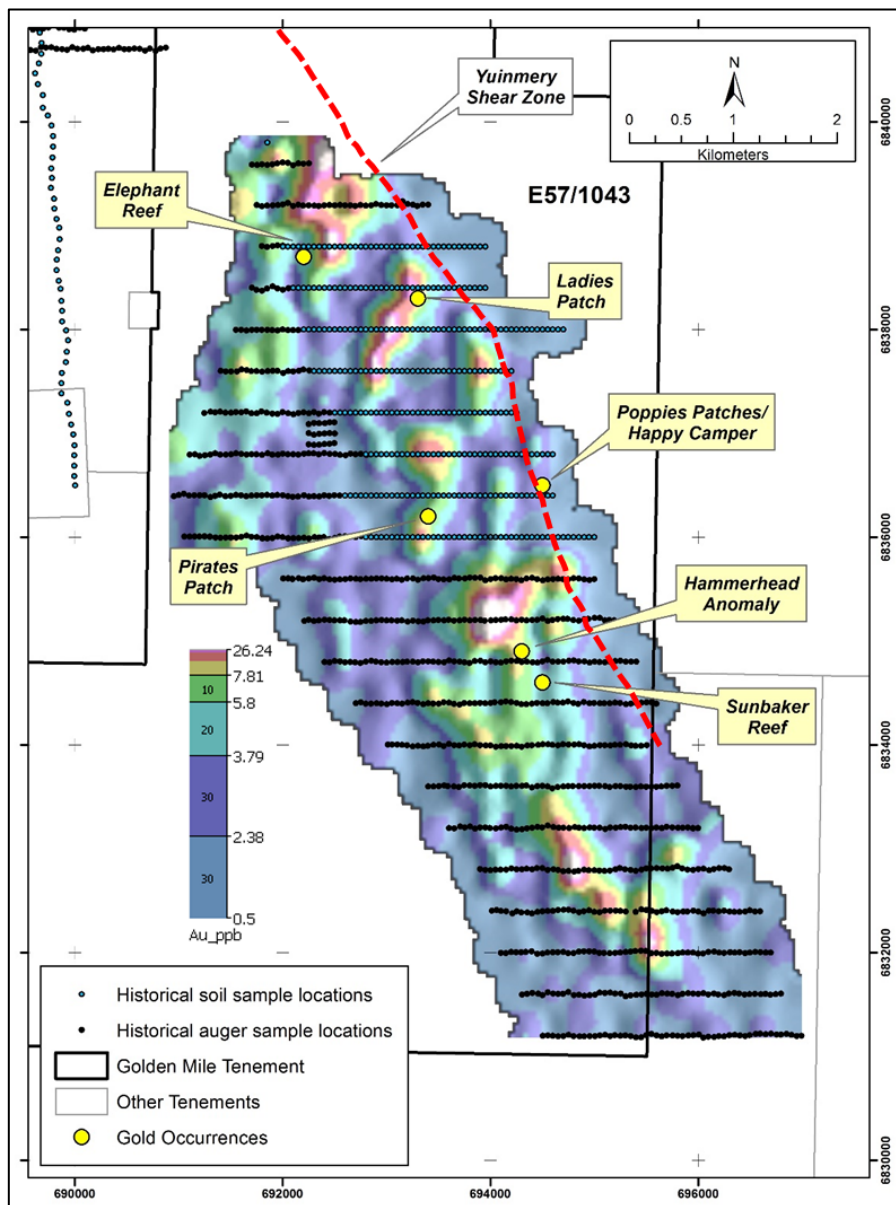 Yuinmery
Shear Zone
N
0 0.5 1 2
Kilometers
6840000
Elephant
Reef
E57/1043
Ladies
Patch
6838000
Poppies Patches/
Happy Camper
6836000
Pirates
Patch
Hammerhead
Anomaly
Sunbaker
Reef
26.24
7.81
10
5.8
20
3.79
30
2.38
30
0.5
Au_ppb
6834000
6832000
Historical soil sample locations
Historical auger sample locations
Golden Mile Tenement
Other Tenements
Gold Occurrences
6830000
690000 692000 694000 696000